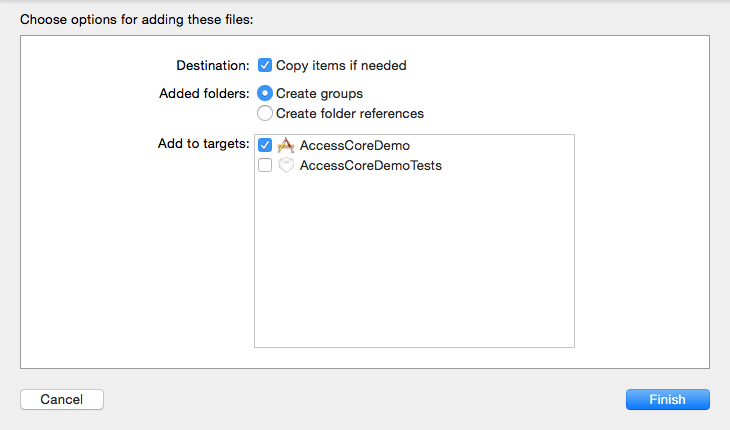 Choose options for adding these files:
Destination: Copy items if needed
Added folders: Create groups
Create folder references
Add to targets: AccessCoreDemo
AccessCoreDemoTests
Cancel Finish